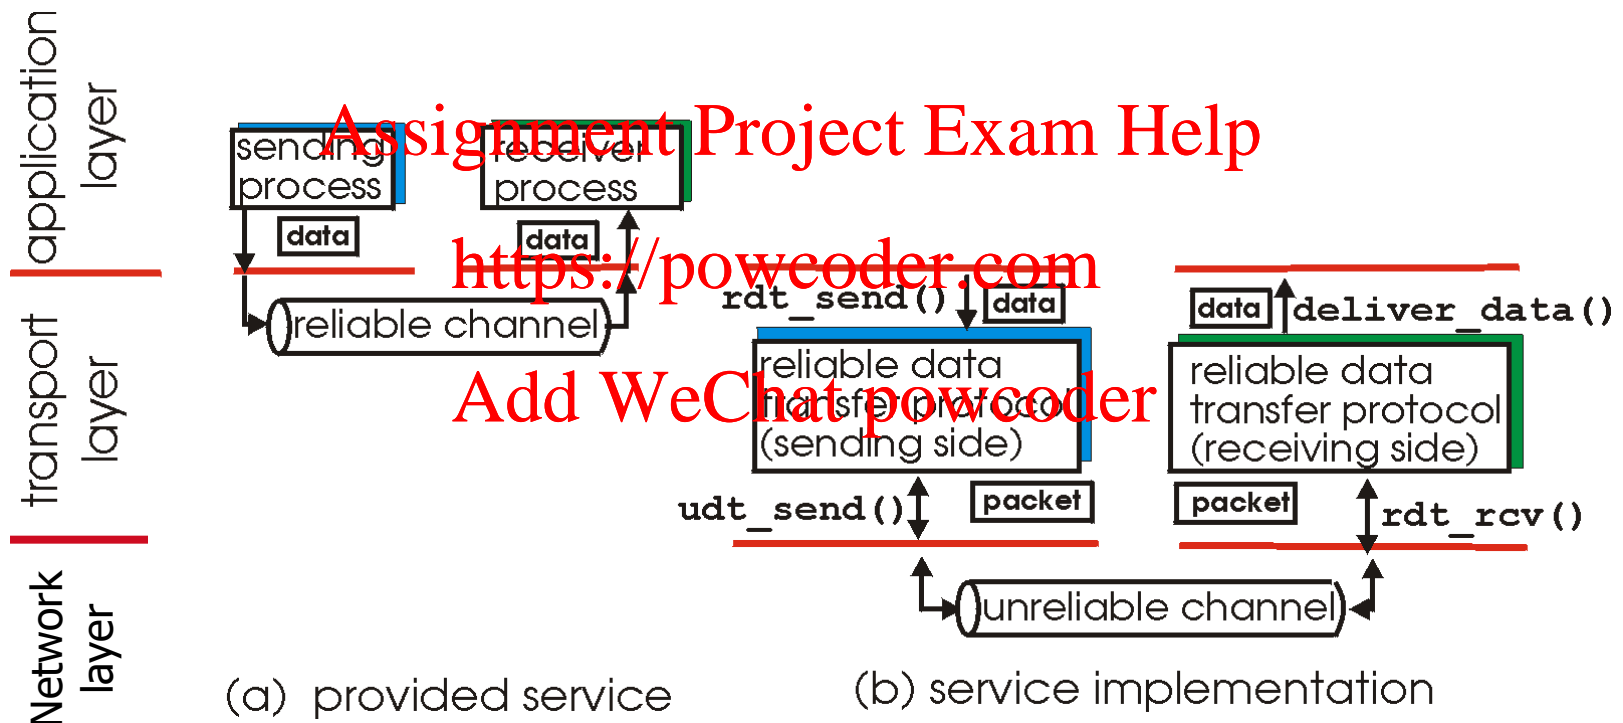 application
layer
transport
layer
Network
layer
Assignment Project Exam Help
https://powcoder.com
Add WeChat powcoder
sending
process
receiver
process
data
data
reliable channel
(a) provided service
rdt_send()
data
data
deliver_data()
reliable data
transfer protocol
(sending side)
reliable data
transfer protocol
(receiving side)
udt_send()
packet
packet
rdt_rcv()
unreliable channel
(b) service implementation